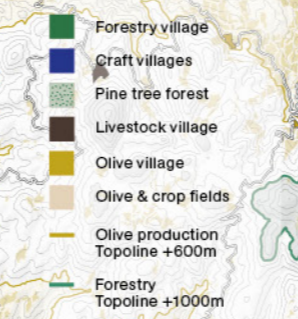 Forestry village
Craft villages
Pine tree forest
Livestock village
Olive village
Olive & crop fields
Olive production
Topoline +600m
Forestry
Topoline +1000m